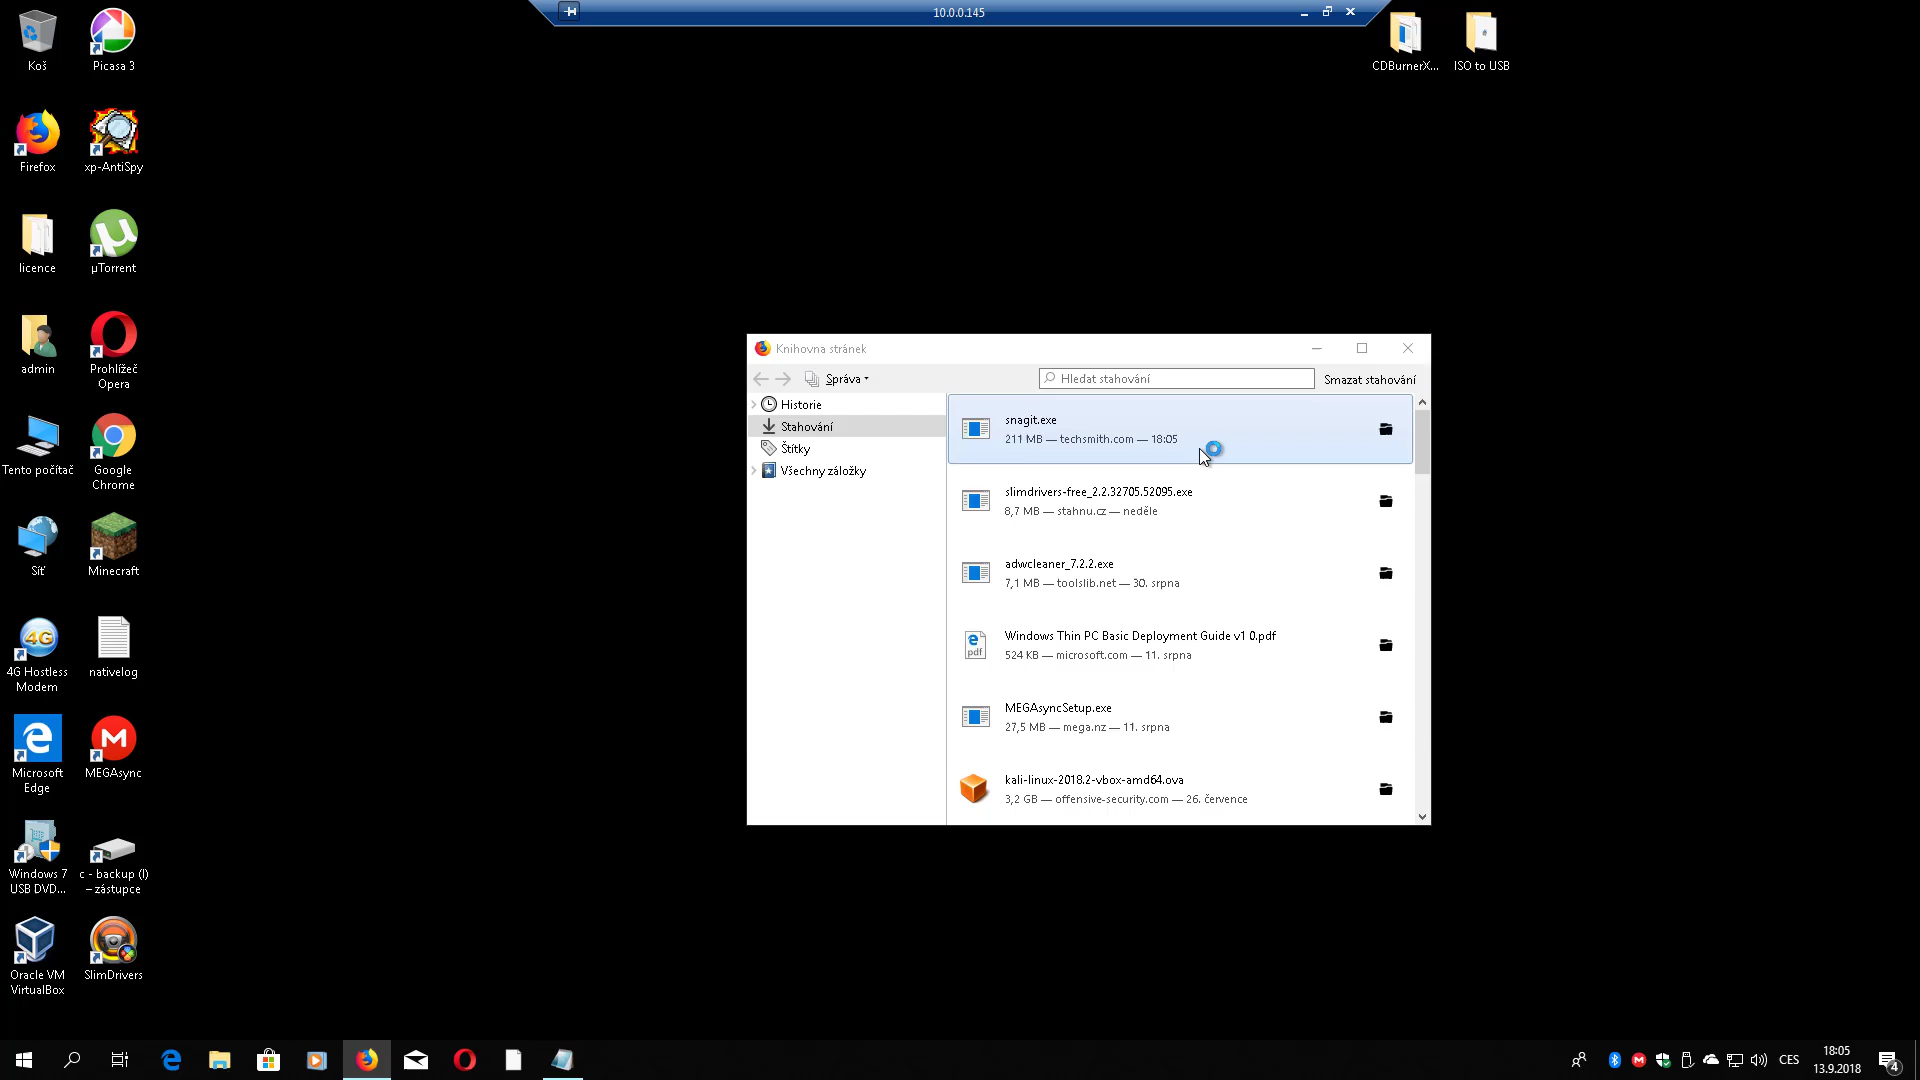 10.0.0.145
Koš
Picasa 3
CDBurnerX...
ISO to USB
Firefox
xp-AntiSpy
licence
µTorrent
admin
Prohlížeč
Opera
Tento počítač
Google
Chrome
Síť
Minecraft
4G
4G Hostless
Modem
nativelog
Microsoft
Edge
MEGAsync
Windows 7
USB DVD...
c - backup (l)
– zástupce
Oracle VM
VirtualBox
SlimDrivers
Knihovna stránek
Správa
Hledat stahování
Smazat stahování
Historie
Stahování
Štítky
Všechny záložky
snagit.exe
211 MB — techsmith.com — 18:05
slimdrivers-free_2.2.32705.52095.exe
8,7 MB — stahnu.cz — neděle
adwcleaner_7.2.2.exe
7,1 MB — toolslib.net — 30. srpna
pdf
Windows Thin PC Basic Deployment Guide v1 0.pdf
524 KB — microsoft.com — 11. srpna
MEGAsyncSetup.exe
27,5 MB — mega.nz — 11. srpna
kali-linux-2018.2-vbox-amd64.ova
3,2 GB — offensive-security.com — 26. července
CES
18:05
13.9.2018
4